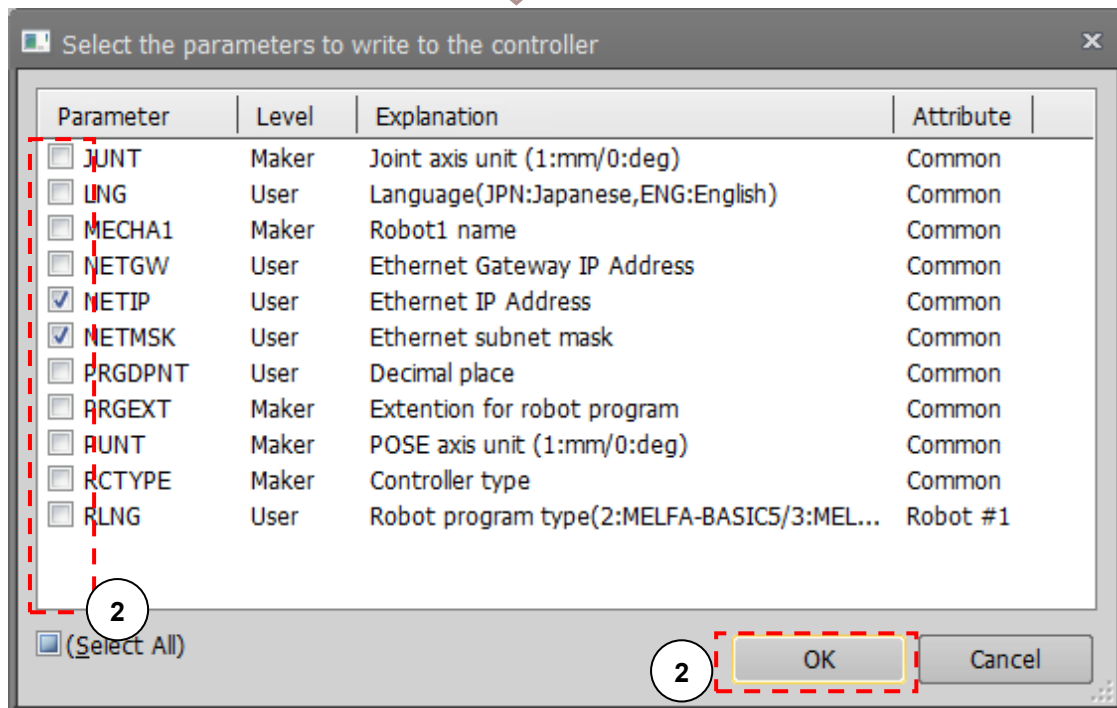 Select the parameters to write to the controller
Parameter Level Explanation Attribute
JUNT Maker Joint axis unit (1:mm/0:deg) Common
LNG User Language(JPN:Japanese,ENG:English) Common
MECHA1 Maker Robot1 name Common
NETGW User Ethernet Gateway IP Address Common
NETIP User Ethernet IP Address Common
NETMSK User Ethernet subnet mask Common
PRGDPNT User Decimal place Common
PRGEXT Maker Extention for robot program Common
PUNT Maker POSE axis unit (1:mm/0:deg) Common
RCTYPE Maker Controller type Common
RLNG User Robot program type(2:MELFA-BASIC5/3:MEL... Robot #1
2
(Select All)
2
OK Cancel